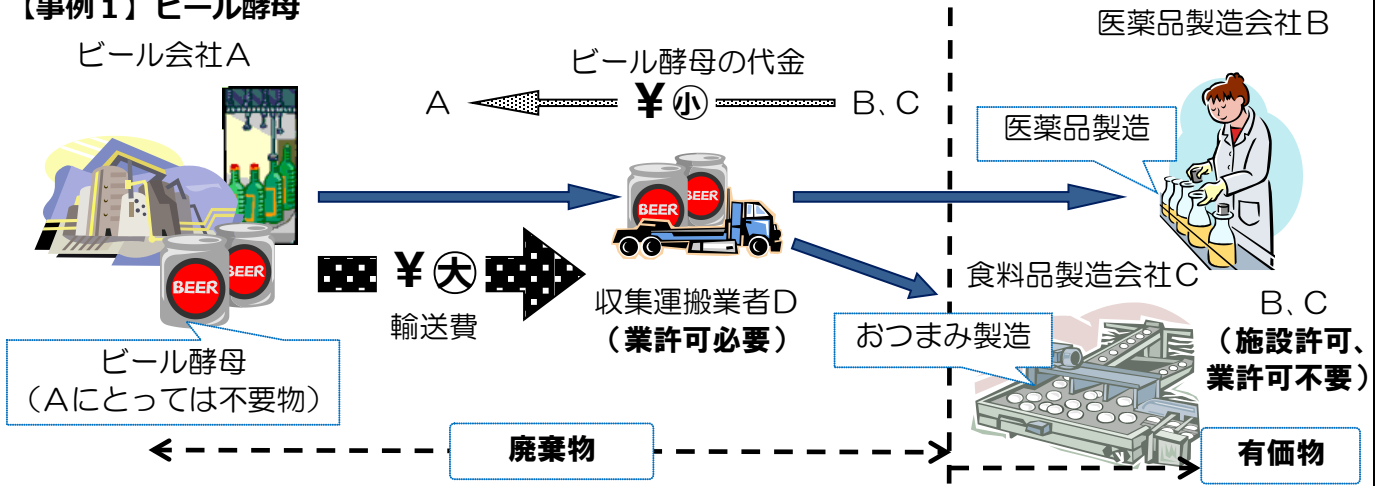 【事例１】ビール酵母
ビール会社A
ビール酵母の代金
A ¥ 小 B、C
医薬品製造会社B
医薬品製造
BEER
BEER
BEER
BEER
¥ 大
輸送費
収集運搬業者D
（業許可必要）
食料品製造会社C
おつまみ製造
B、C
（施設許可、
業許可不要）
ビール酵母
（Aにとっては不要物）
廃棄物
有価物